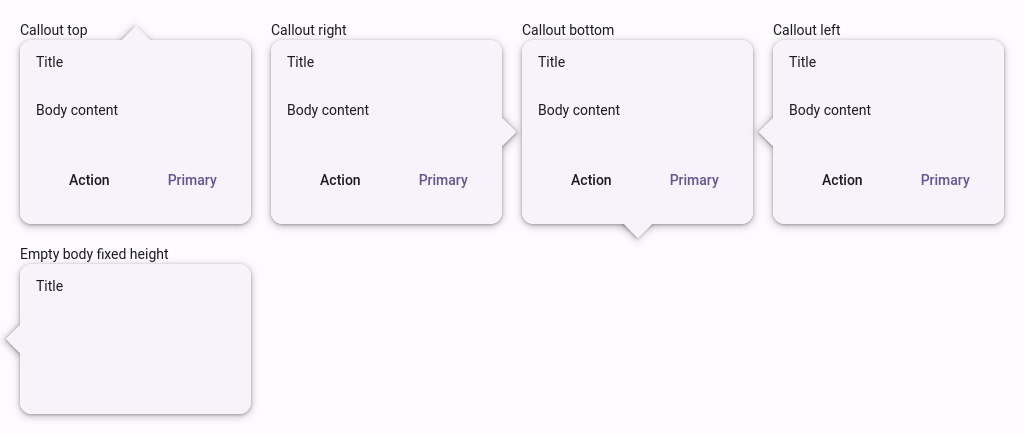 Callout top
Title
Body content
Action Primary
Callout right
Title
Body content
Action Primary
Callout bottom
Title
Body content
Action Primary
Callout left
Title
Body content
Action Primary
Empty body fixed height
Title